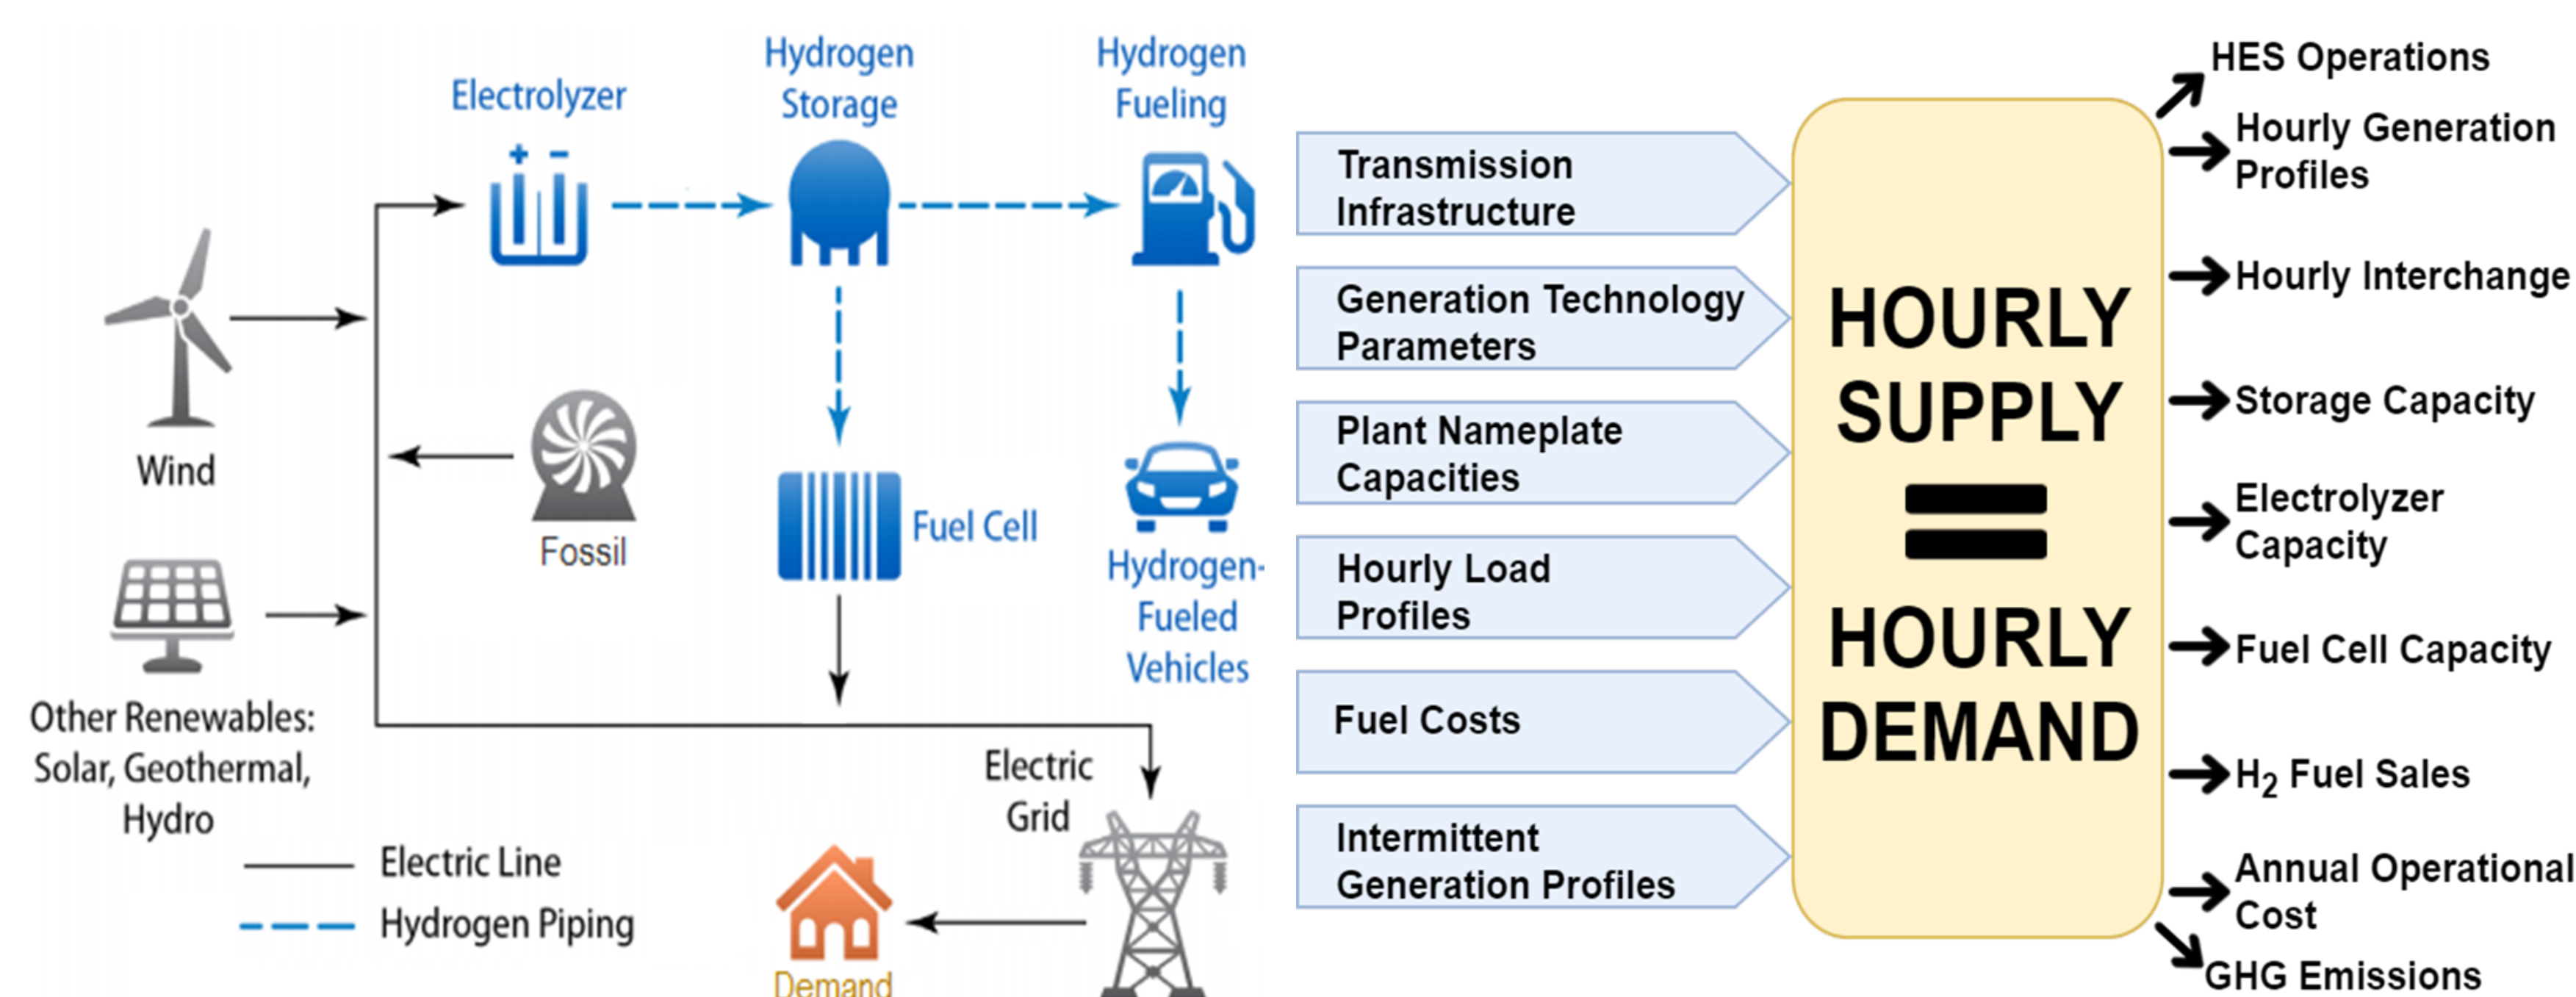 Electrolyzer
Hydrogen
Storage
Hydrogen
Fueling
+ −
Wind
Fossil
Fuel Cell
Hydrogen-
Fueled
Vehicles
Other Renewables:
Solar, Geothermal,
Hydro
Electric
Grid
Electric Line
Hydrogen Piping
Demand
Transmission
Infrastructure
Generation Technology
Parameters
Plant Nameplate
Capacities
Hourly Load
Profiles
Fuel Costs
Intermittent
Generation Profiles
HOURLY
SUPPLY
=
HOURLY
DEMAND
HES Operations
Hourly Generation
Profiles
Hourly Interchange
Storage Capacity
Electrolyzer
Capacity
Fuel Cell Capacity
H₂ Fuel Sales
Annual Operational
Cost
GHG Emissions